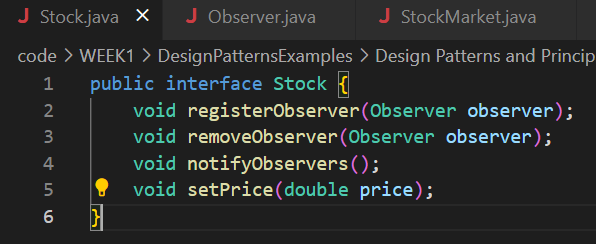 Stock.java × Observer.java StockMarket.java
code > WEEK1 > DesignPatternsExamples > Design Patterns and Princip
1 public interface Stock {
2 void registerObserver(Observer observer);
3 void removeObserver(Observer observer);
4 void notifyObservers();
5 void setPrice(double price);
6 }